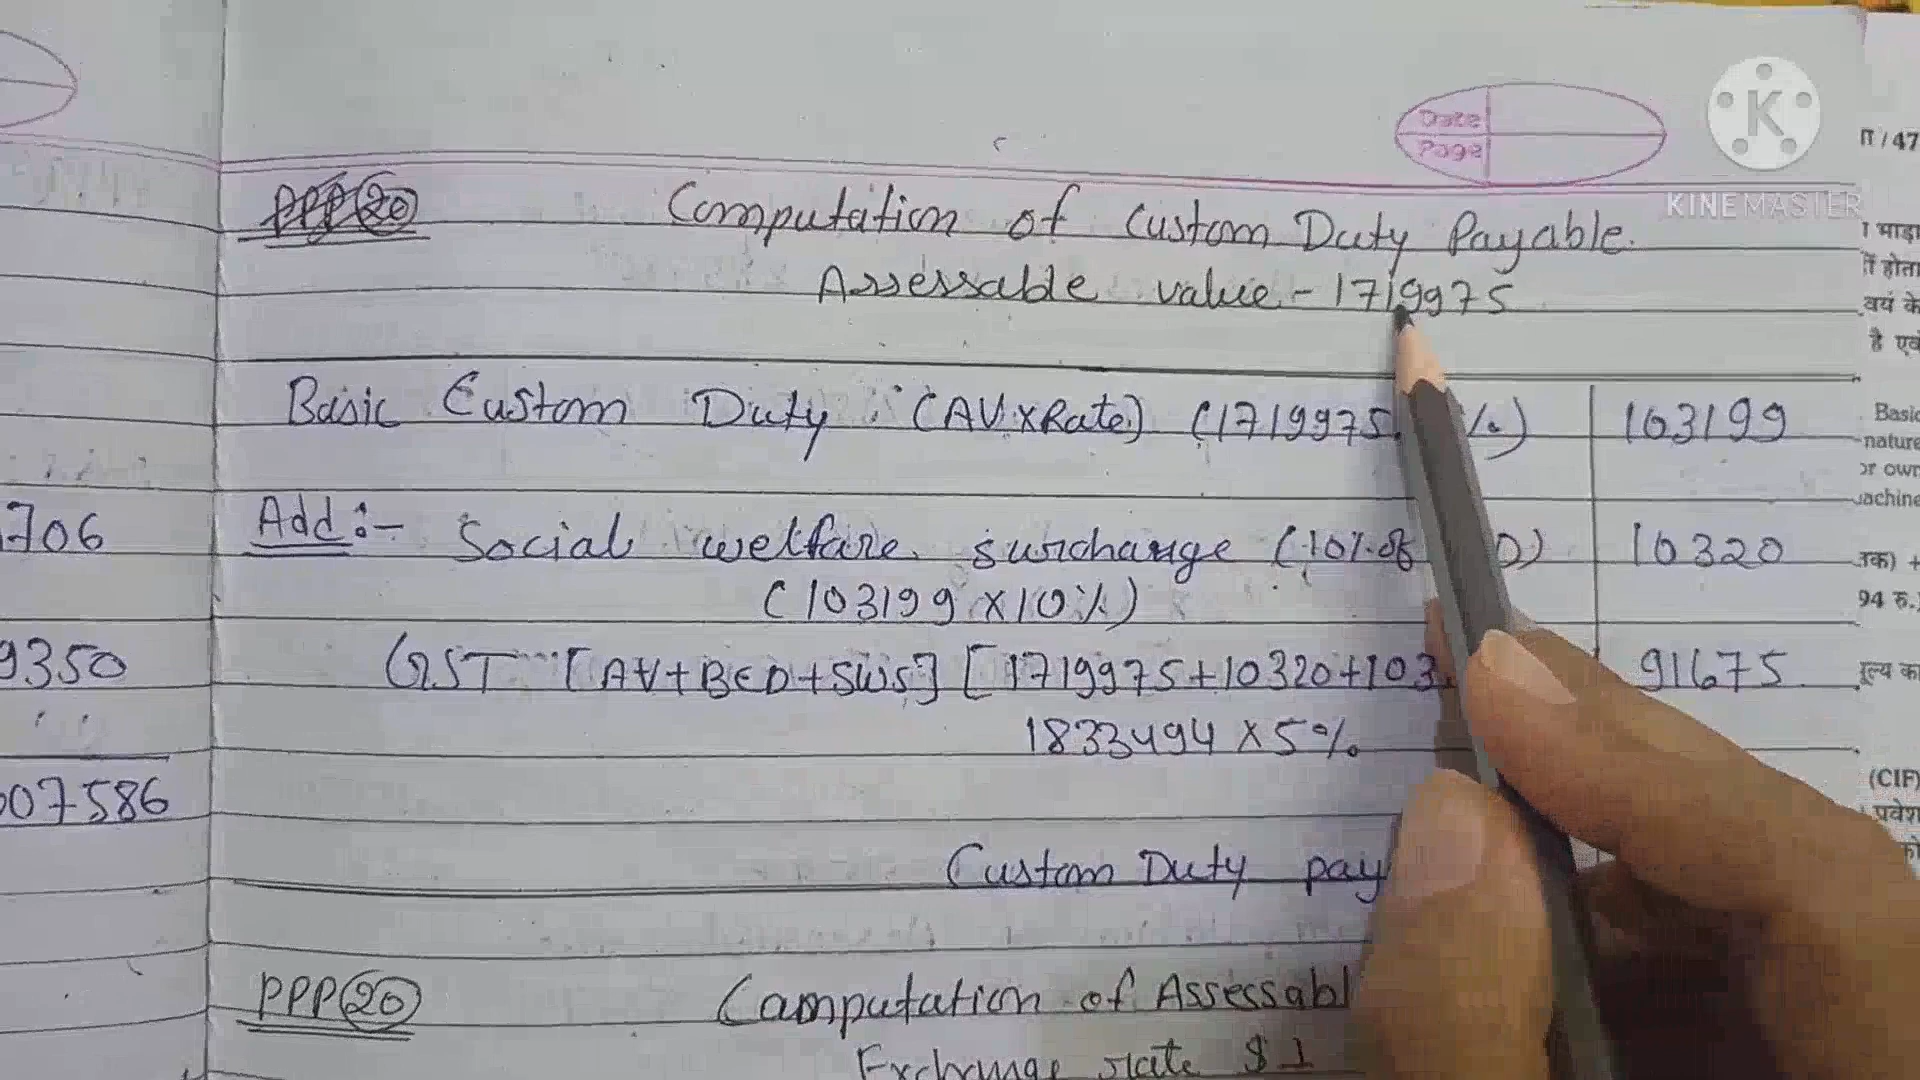 Date
Page
K
KINEMASTER
/47
PPP 20
Computation of Custom Duty Payable.
Assessable value - 1719975
भाड़ा
होता
Basic Custom Duty (AV×Rate) (1719975 %)
103199
Basic
nature
or own
706
Add :- Social welfare surcharge (10% of D)
10320
(103199 × 10%)
94 रु.
9350
GST [AV+BCD+SWS] [1719975+10320+103
91675
1833494 × 5%
07586
(CIF)
Custom Duty pay
PPP 20
Computation of Assessabl
Exchange rate $1